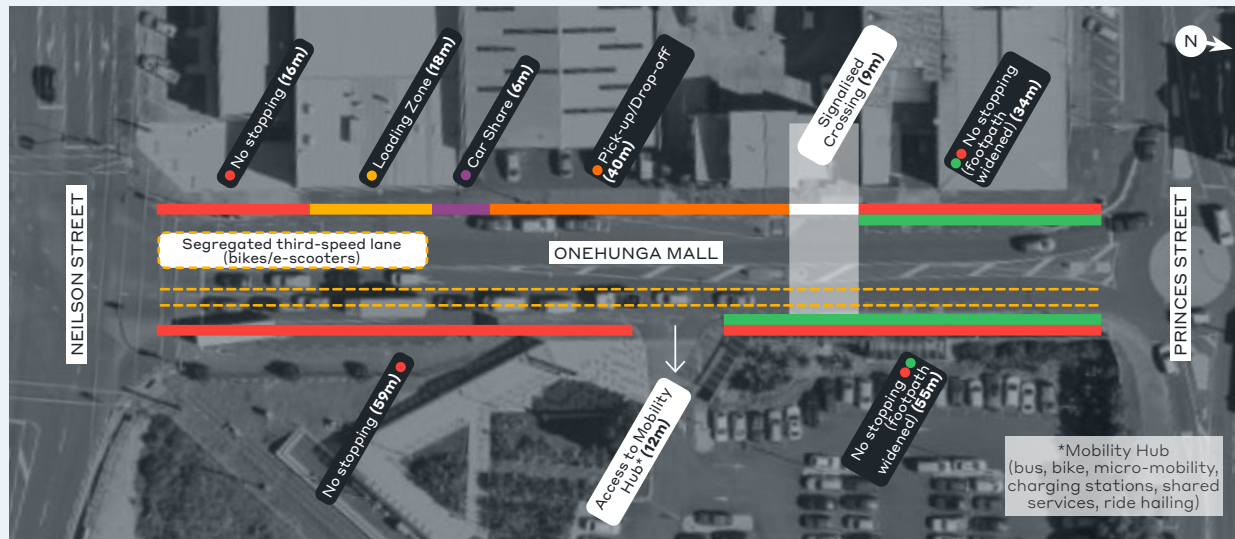 No stopping (16m)
Loading Zone (18m)
Car Share (6m)
Pick-up/Drop-off
(40m)
Signalised
Crossing (9m)
No stopping
(footpath
widened) (34m)
N
NEILSON STREET
Segregated third-speed lane
(bikes/e-scooters)
ONEHUNGA MALL
PRINCES STREET
No stopping (59m)
Access to Mobility
Hub* (12m)
No stopping
(footpath
widened) (55m)
*Mobility Hub
(bus, bike, micro-mobility,
charging stations, shared
services, ride hailing)